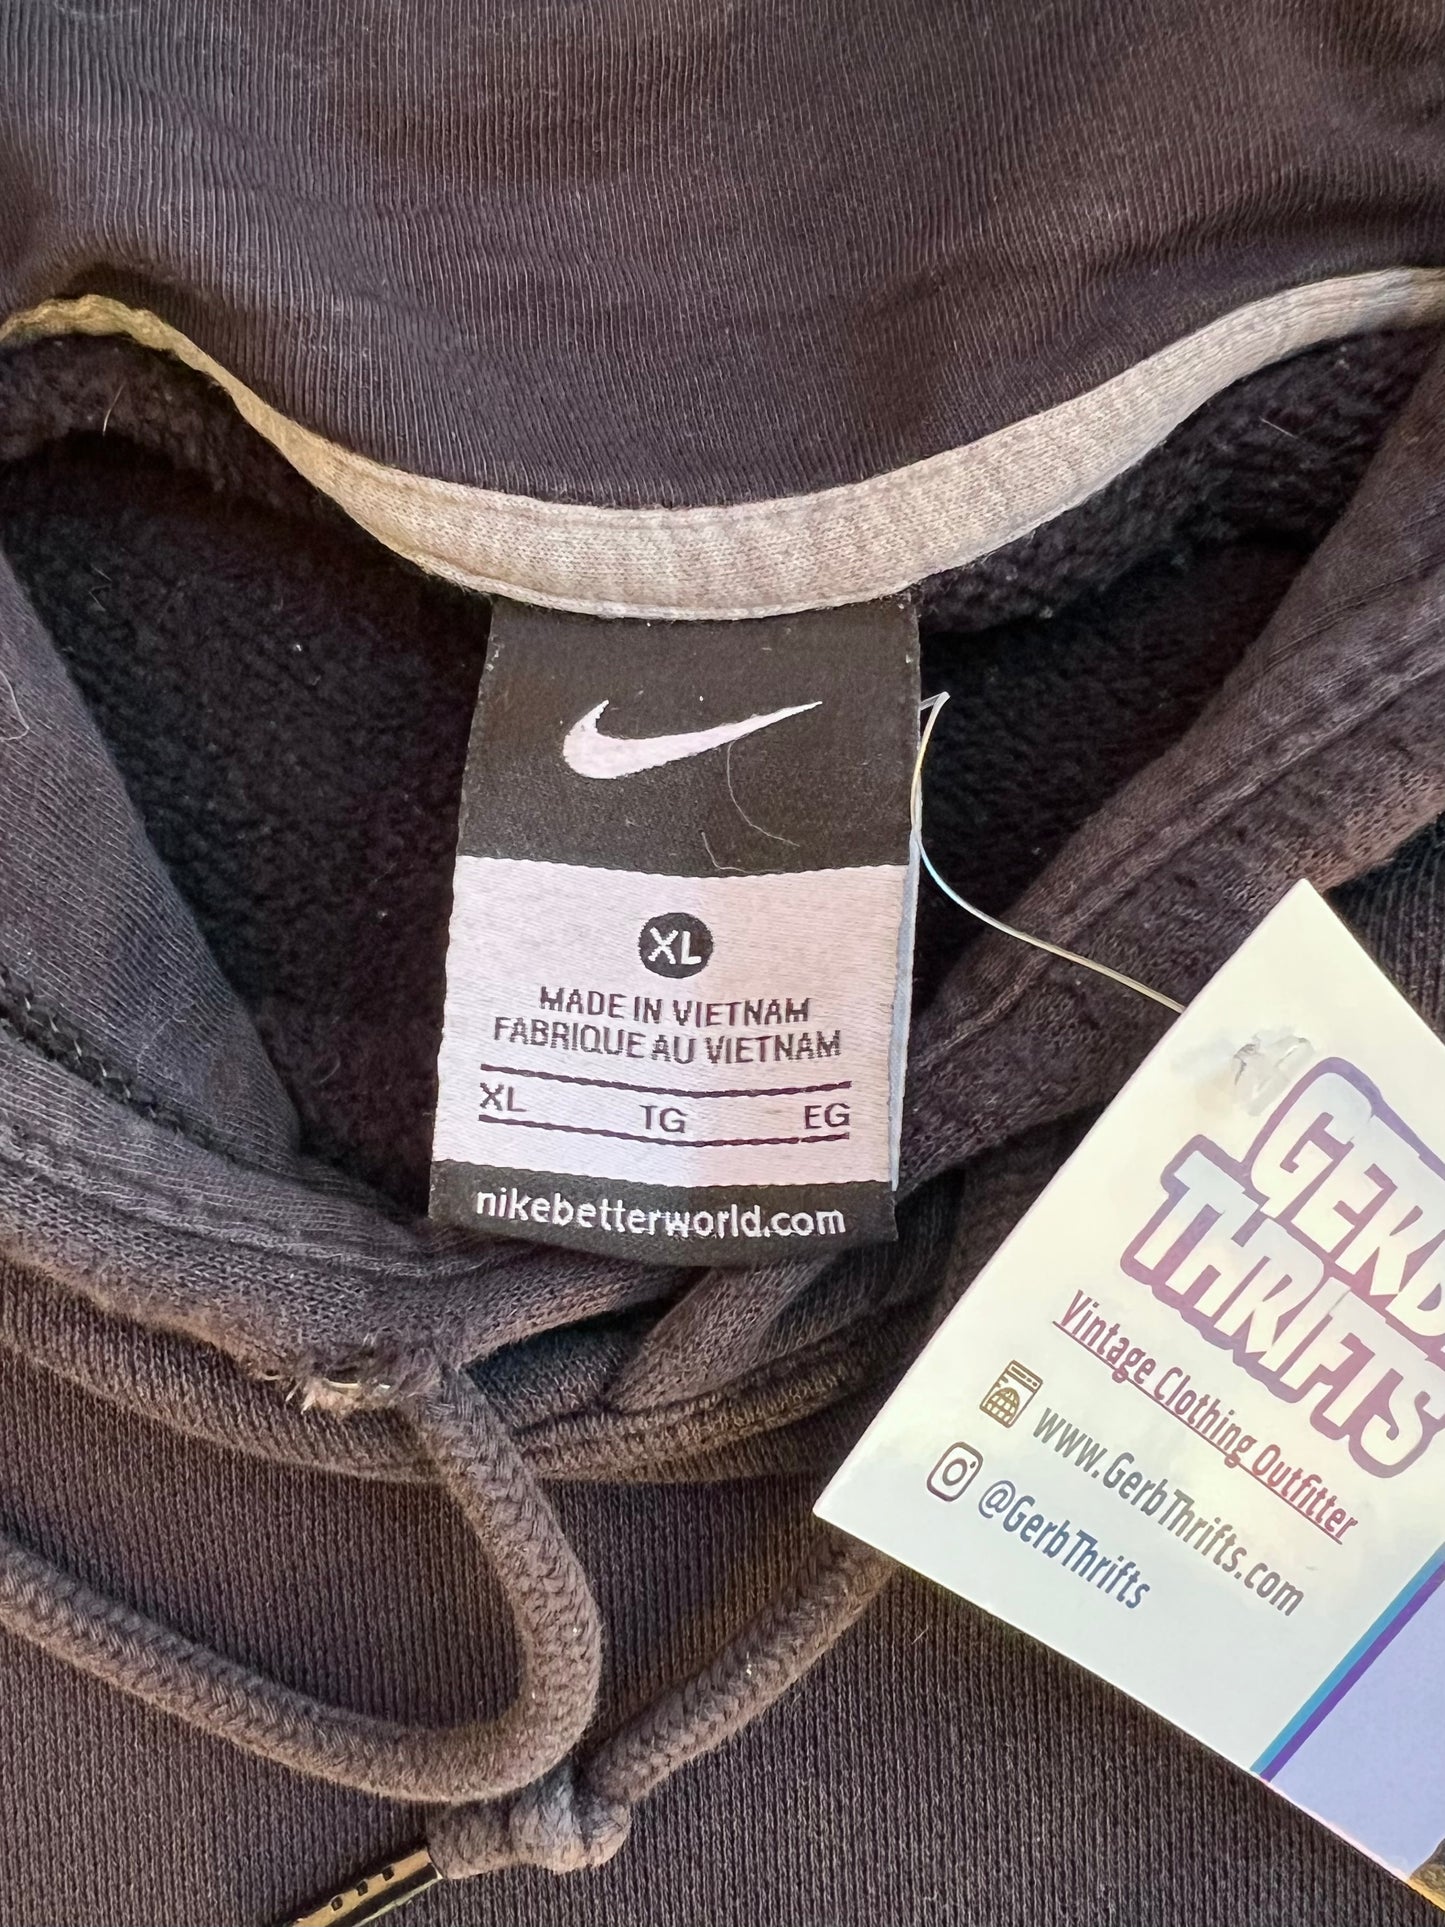 XL
MADE IN VIETNAM
FABRIQUE AU VIETNAM
XL TG EG
nikebetterworld.com
GERB
THRIFTS
Vintage Clothing Outfitter
www.GerbThrifts.com
@GerbThrifts